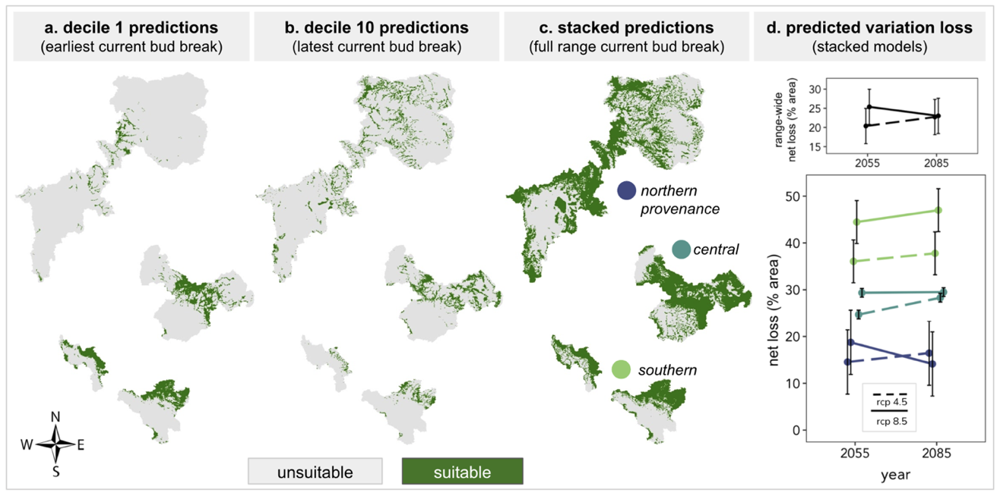 a. decile 1 predictions
(earliest current bud break)
b. decile 10 predictions
(latest current bud break)
c. stacked predictions
(full range current bud break)
d. predicted variation loss
(stacked models)
northern
provenance
central
southern
N
W
E
S
unsuitable
suitable
range-wide
net loss (% area)
30
25
20
15
2055
2085
net loss (% area)
50
40
30
20
10
0
rcp 4.5
rcp 8.5
2055
2085
year